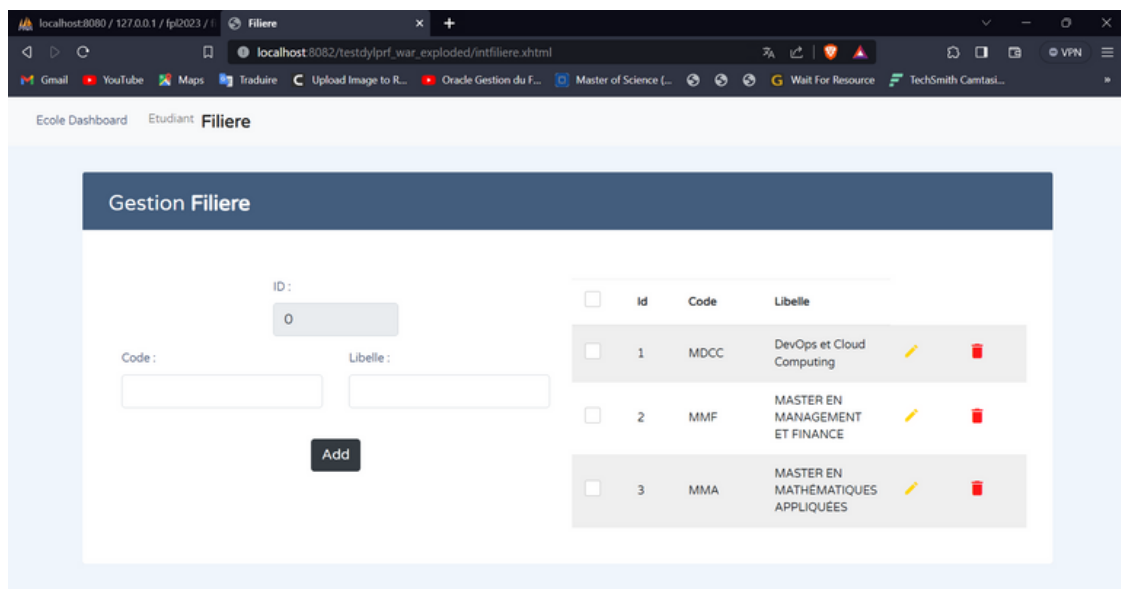 localhost:8080 / 127.0.0.1 / fpl2023 / f
Filiere
localhost:8082/testdylprf_war_exploded/intfiliere.xhtml
VPN
Gmail
YouTube
Maps
Traduire
Upload Image to R...
Oracle Gestion du F...
Master of Science (...
Wait For Resource
TechSmith Camtasi...
Ecole Dashboard
Etudiant
Filiere
Gestion Filiere
ID :
0
Code :
Libelle :
Add
Id
Code
Libelle
1
MDCC
DevOps et Cloud
Computing
2
MMF
MASTER EN
MANAGEMENT
ET FINANCE
3
MMA
MASTER EN
MATHÉMATIQUES
APPLIQUÉES